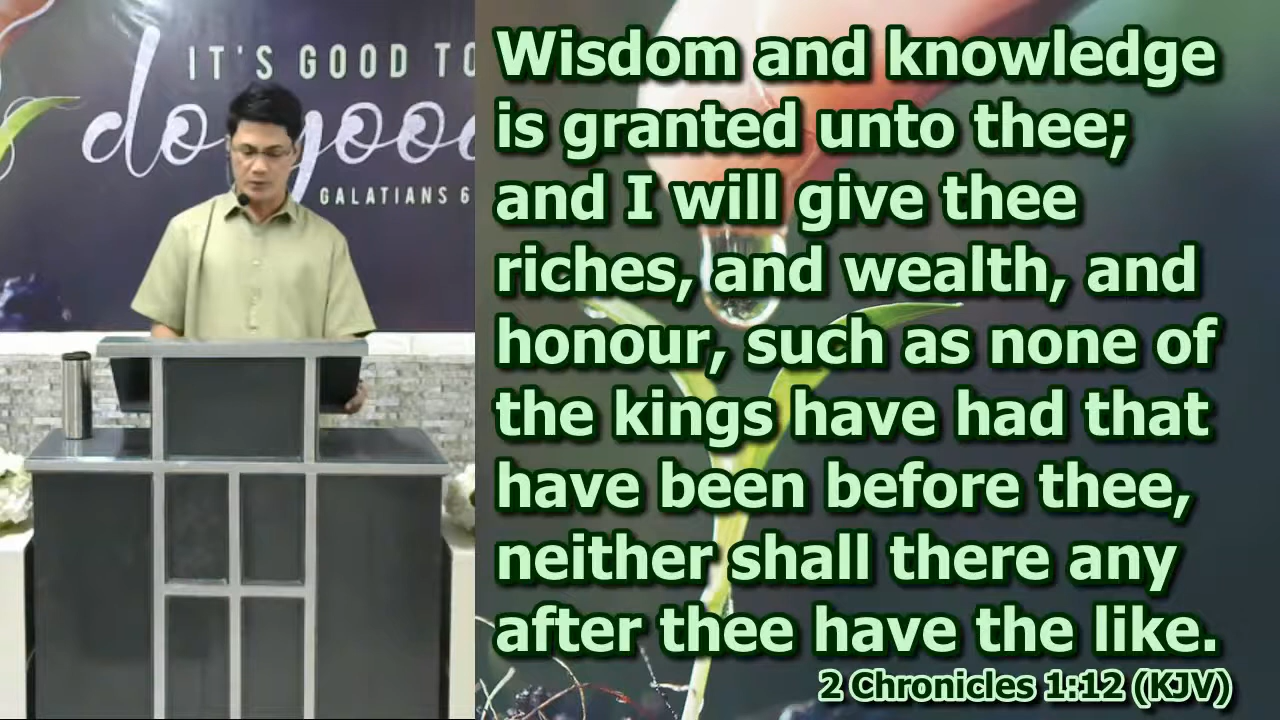 IT'S GOOD TO
do good
GALATIANS 6
Wisdom and knowledge
is granted unto thee;
and I will give thee
riches, and wealth, and
honour, such as none of
the kings have had that
have been before thee,
neither shall there any
after thee have the like.
2 Chronicles 1:12 (KJV)